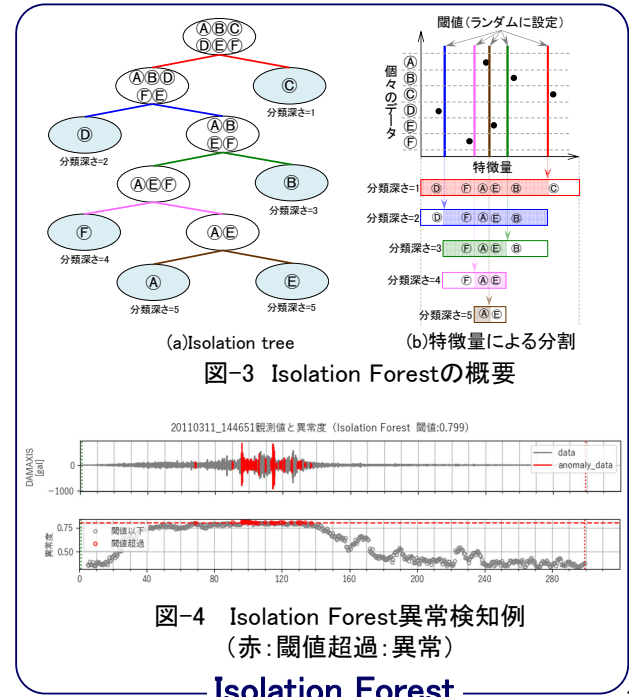 ⒶⒷⒸ
ⒹⒺⒻ
ⒶⒷⒹ
ⒻⒺ
Ⓒ
分類深さ=1
Ⓓ
分類深さ=2
ⒶⒷ
ⒺⒻ
ⒶⒺⒻ
Ⓑ
分類深さ=3
Ⓕ
分類深さ=4
ⒶⒺ
Ⓐ
分類深さ=5
Ⓔ
分類深さ=5
(a)Isolation tree
閾値(ランダムに設定)
個々のデータ
Ⓐ
Ⓑ
Ⓒ
Ⓓ
Ⓔ
Ⓕ
特徴量
分類深さ=1 Ⓓ Ⓕ Ⓐ Ⓔ Ⓑ Ⓒ
分類深さ=2 Ⓓ Ⓕ Ⓐ Ⓔ Ⓑ
分類深さ=3 Ⓕ Ⓐ Ⓔ Ⓑ
分類深さ=4 Ⓕ Ⓐ Ⓔ
分類深さ=5 Ⓐ Ⓔ
(b)特徴量による分割
図-3 Isolation Forestの概要
20110311_144651観測値と異常度 (Isolation Forest 閾値:0.799)
DAMAXIS
[gal]
0
-1000
data
anomaly_data
異常度
0.75
0.50
閾値以下
閾値超過
0 40 80 120 160 200 240 280
図-4 Isolation Forest異常検知例
(赤:閾値超過:異常)
Isolation Forest